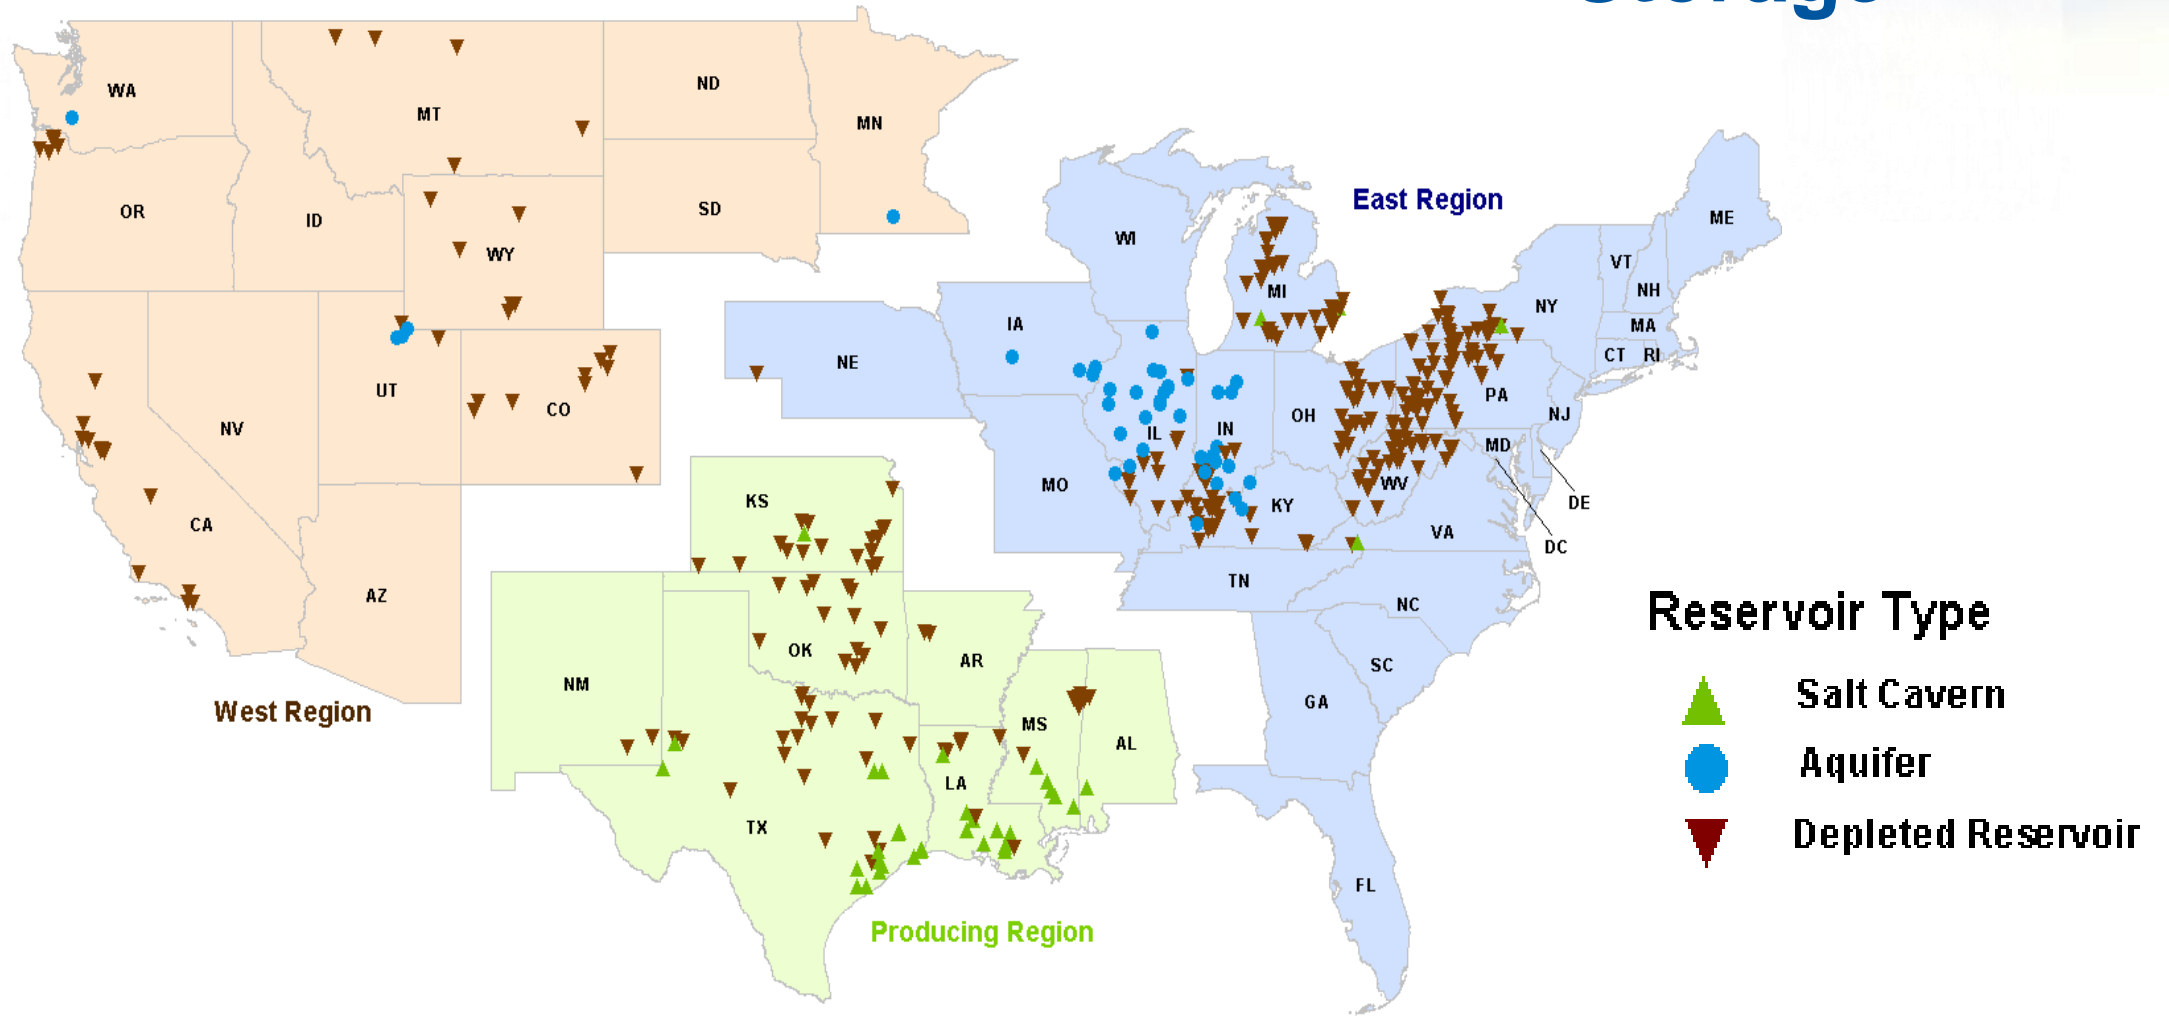 WA
MT
ND
MN
OR
ID
WY
SD
NV
UT
CO
CA
AZ
West Region
East Region
WI
MI
IA
NE
IL
IN
OH
MO
KY
WV
VA
TN
NC
SC
GA
FL
PA
NY
VT
NH
ME
MA
CT RI
NJ
MD
DE
DC
KS
OK
NM
TX
AR
LA
MS
AL
Producing Region
Reservoir Type
Salt Cavern
Aquifer
Depleted Reservoir